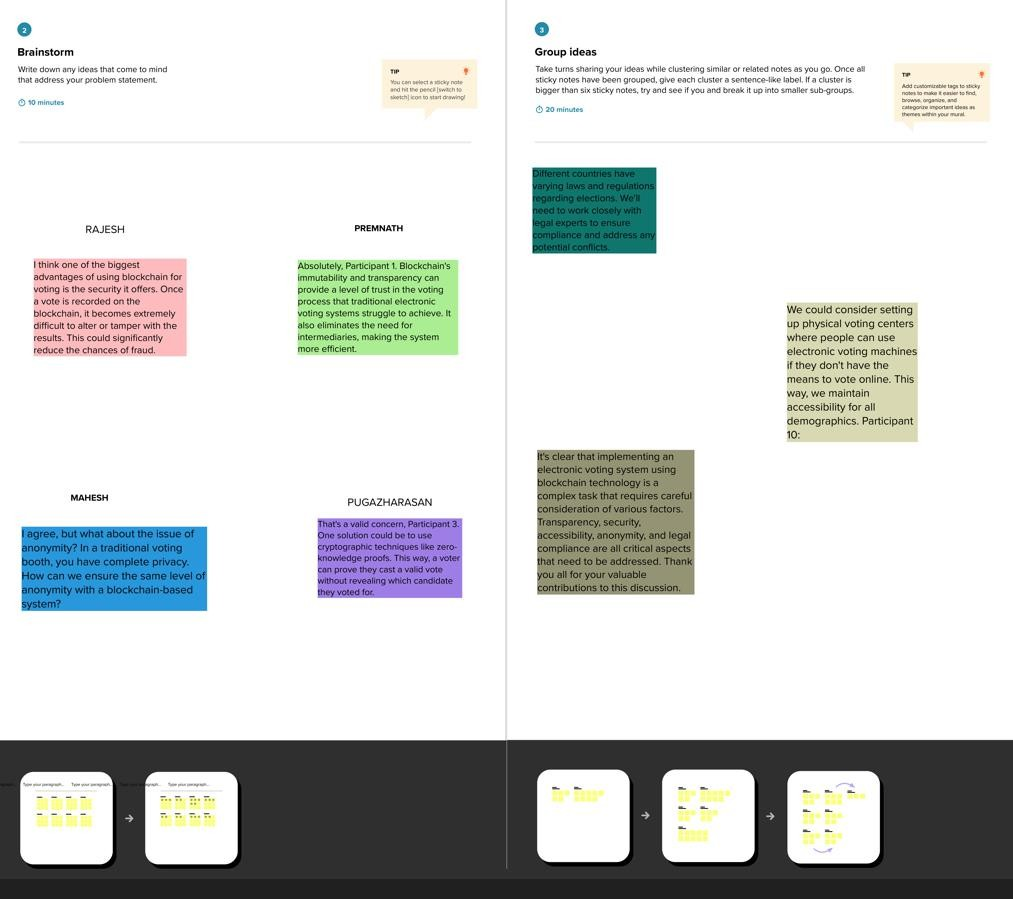 2
Brainstorm
Write down any ideas that come to mind
that address your problem statement.
10 minutes
TIP
You can select a sticky note
and hit the pencil [switch to
sketch] icon to start drawing!
RAJESH
I think one of the biggest
advantages of using blockchain for
voting is the security it offers. Once
a vote is recorded on the
blockchain, it becomes extremely
difficult to alter or tamper with the
results. This could significantly
reduce the chances of fraud.
PREMNATH
Absolutely, Participant 1. Blockchain's
immutability and transparency can
provide a level of trust in the voting
process that traditional electronic
voting systems struggle to achieve. It
also eliminates the need for
intermediaries, making the system
more efficient.
MAHESH
I agree, but what about the issue of
anonymity? In a traditional voting
booth, you have complete privacy.
How can we ensure the same level of
anonymity with a blockchain-based
system?
PUGAZHARASAN
That's a valid concern, Participant 3.
One solution could be to use
cryptographic techniques like zero-
knowledge proofs. This way, a voter
can prove they cast a valid vote
without revealing which candidate
they voted for.
Type your paragraph...
Type your paragraph...
Type your paragraph...
Type your paragraph...
3
Group ideas
Take turns sharing your ideas while clustering similar or related notes as you go. Once all
sticky notes have been grouped, give each cluster a sentence-like label. If a cluster is
bigger than six sticky notes, try and see if you and break it up into smaller sub-groups.
20 minutes
TIP
Add customizable tags to sticky
notes to make it easier to find,
browse, organize, and
categorize important ideas as
themes within your mural.
Different countries have
varying laws and regulations
regarding elections. We'll
need to work closely with
legal experts to ensure
compliance and address any
potential conflicts.
We could consider setting
up physical voting centers
where people can use
electronic voting machines
if they don't have the
means to vote online. This
way, we maintain
accessibility for all
demographics. Participant
10:
It's clear that implementing an
electronic voting system using
blockchain technology is a
complex task that requires careful
consideration of various factors.
Transparency, security,
accessibility, anonymity, and legal
compliance are all critical aspects
that need to be addressed. Thank
you all for your valuable
contributions to this discussion.